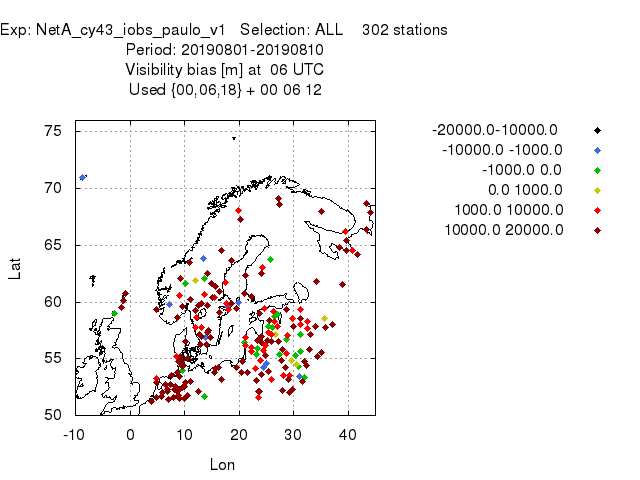 Exp: NetA_cy43_iobs_paulo_v1   Selection: ALL    302 stations
Period: 20190801-20190810
Visibility bias [m] at  06 UTC
Used {00,06,18} + 00 06 12
75
70
65
60
55
50
-10 0 10 20 30 40
Lat
Lon
-20000.0-10000.0
-10000.0 -1000.0
-1000.0 0.0
0.0 1000.0
1000.0 10000.0
10000.0 20000.0